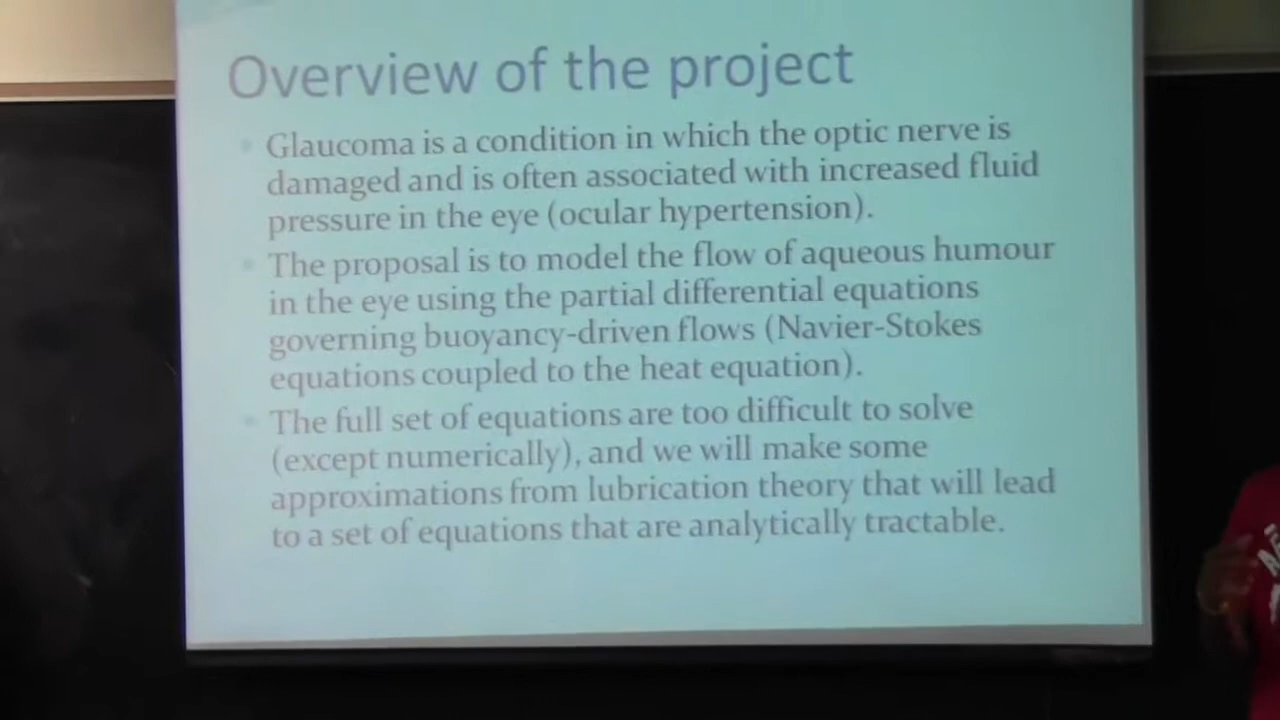 Overview of the project
Glaucoma is a condition in which the optic nerve is
damaged and is often associated with increased fluid
pressure in the eye (ocular hypertension).
The proposal is to model the flow of aqueous humour
in the eye using the partial differential equations
governing buoyancy-driven flows (Navier-Stokes
equations coupled to the heat equation).
The full set of equations are too difficult to solve
(except numerically), and we will make some
approximations from lubrication theory that will lead
to a set of equations that are analytically tractable.